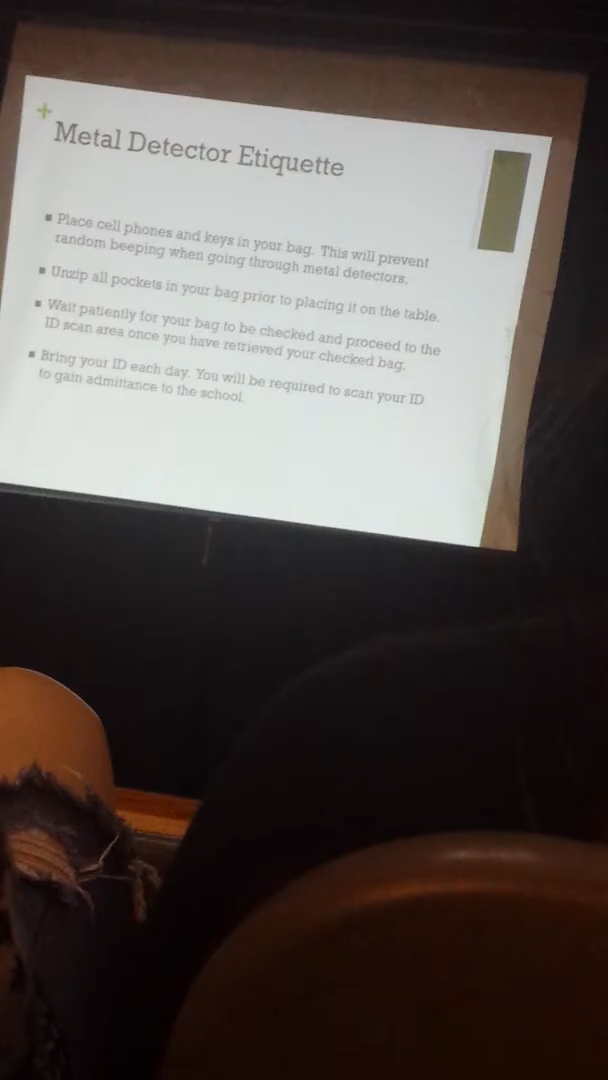 +
Metal Detector Etiquette
▪ Place cell phones and keys in your bag. This will prevent
random beeping when going through metal detectors.
▪ Unzip all pockets in your bag prior to placing it on the table.
▪ Wait patiently for your bag to be checked and proceed to the
ID scan area once you have retrieved your checked bag.
▪ Bring your ID each day. You will be required to scan your ID
to gain admittance to the school.